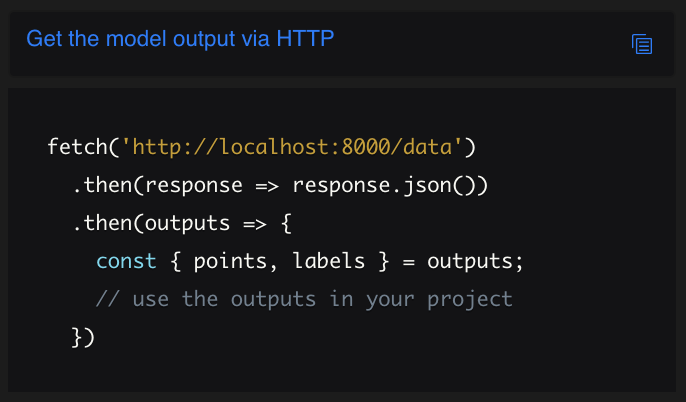 Get the model output via HTTP
fetch('http://localhost:8000/data')
  .then(response => response.json())
  .then(outputs => {
    const { points, labels } = outputs;
    // use the outputs in your project
  })